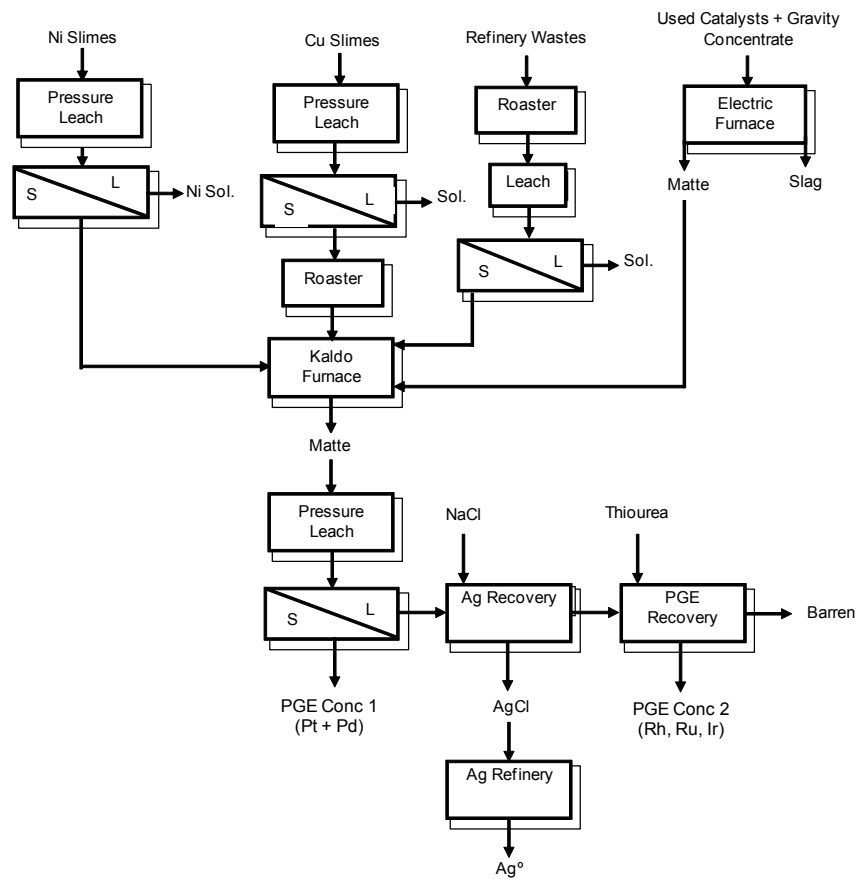 Ni Slimes
Cu Slimes
Refinery Wastes
Used Catalysts + Gravity
Concentrate
Pressure
Leach
Pressure
Leach
Roaster
Electric
Furnace
S
L
Ni Sol.
S
L
Sol.
Leach
Matte
Slag
Roaster
S
L
Sol.
Kaldo
Furnace
Matte
Pressure
Leach
NaCl
Thiourea
S
L
Ag Recovery
PGE
Recovery
Barren
PGE Conc 1
(Pt + Pd)
AgCl
PGE Conc 2
(Rh, Ru, Ir)
Ag Refinery
Agº